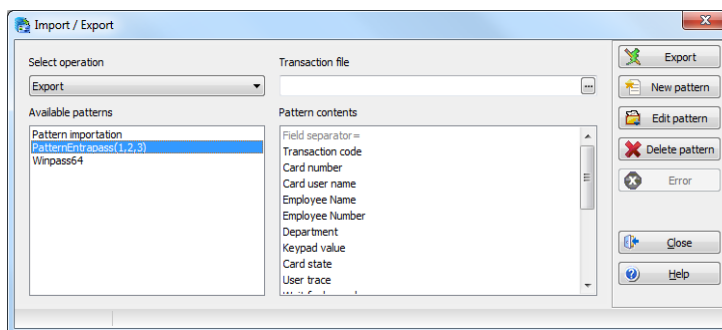 Import / Export
Select operation
Transaction file
Export
Export
New pattern
Available patterns
Pattern contents
Pattern importation
PatternEntrapass(1,2,3)
Winpass64
Field separator=
Transaction code
Card number
Card user name
Employee Name
Employee Number
Department
Keypad value
Card state
User trace
Edit pattern
Delete pattern
Error
Close
Help